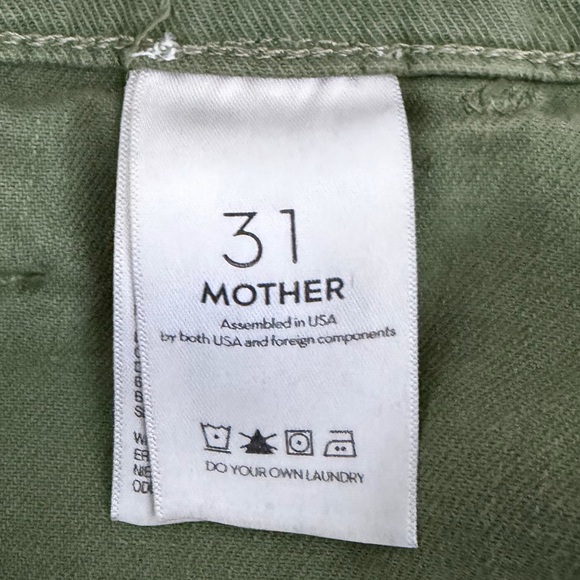 31
MOTHER
Assembled in USA
by both USA and foreign components
DO YOUR OWN LAUNDRY